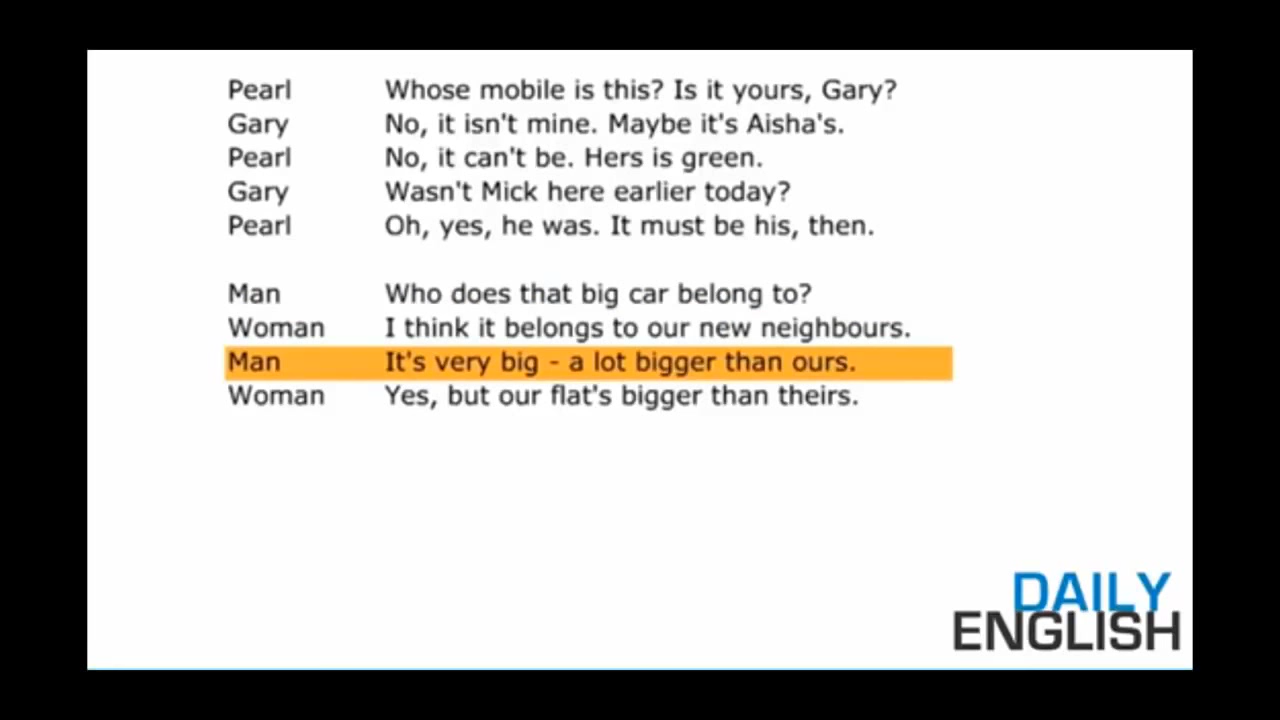 Pearl Whose mobile is this? Is it yours, Gary?
Gary No, it isn't mine. Maybe it's Aisha's.
Pearl No, it can't be. Hers is green.
Gary Wasn't Mick here earlier today?
Pearl Oh, yes, he was. It must be his, then.
Man Who does that big car belong to?
Woman I think it belongs to our new neighbours.
Man It's very big - a lot bigger than ours.
Woman Yes, but our flat's bigger than theirs.
DAILY
ENGLISH